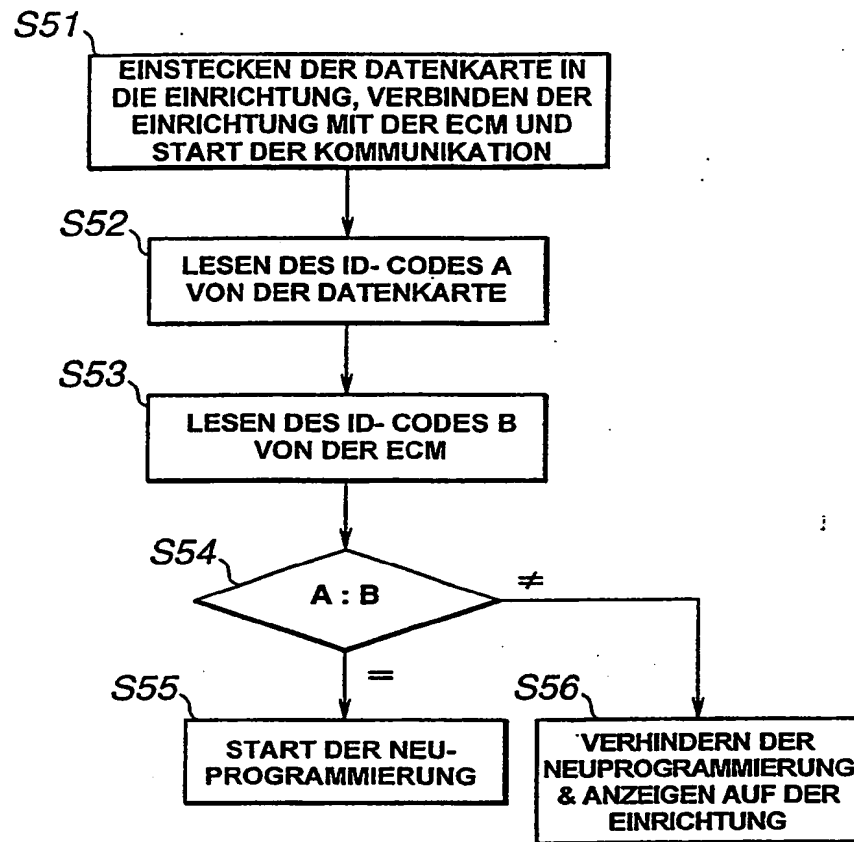 S51
EINSTECKEN DER DATENKARTE IN
DIE EINRICHTUNG, VERBINDEN DER
EINRICHTUNG MIT DER ECM UND
START DER KOMMUNIKATION
S52
LESEN DES ID- CODES A
VON DER DATENKARTE
S53
LESEN DES ID- CODES B
VON DER ECM
S54
A : B
≠
=
S55
START DER NEU-
PROGRAMMIERUNG
S56
VERHINDERN DER
NEUPROGRAMMIERUNG
& ANZEIGEN AUF DER
EINRICHTUNG